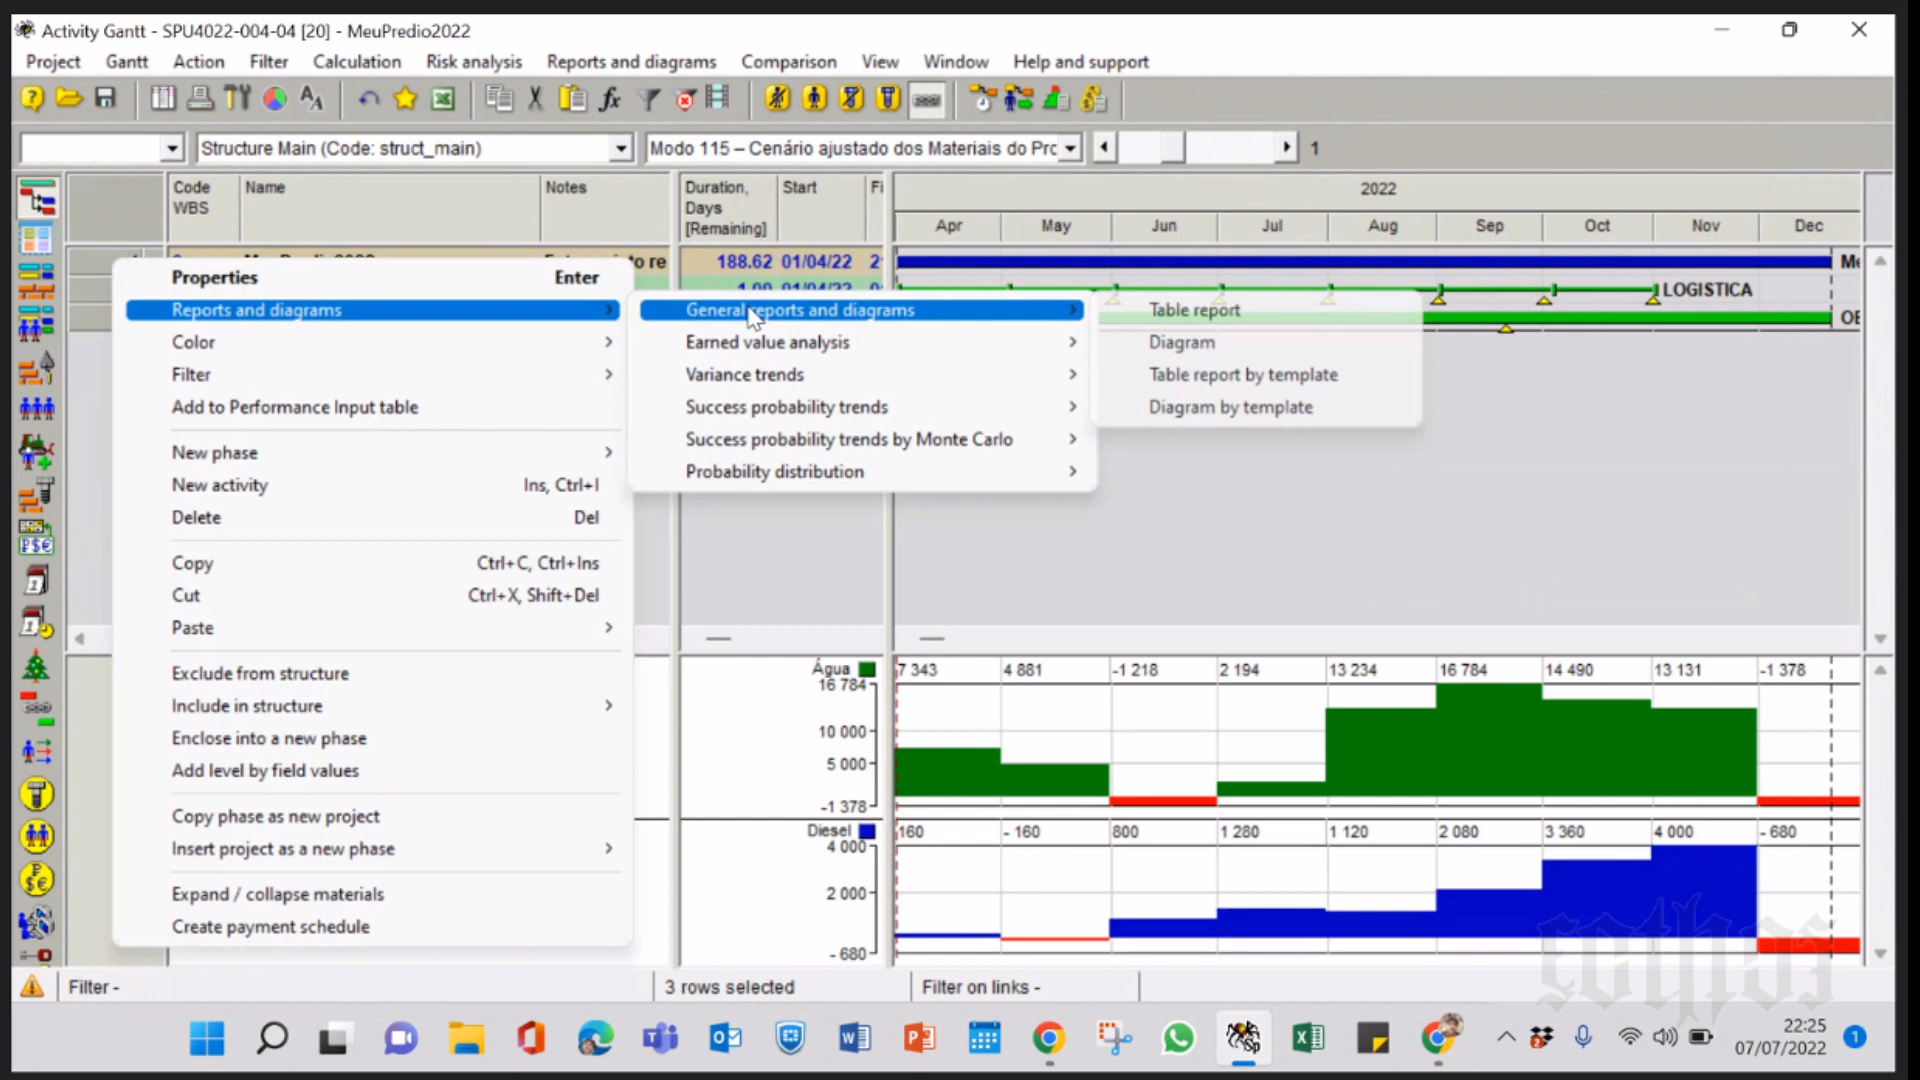 Activity Gantt - SPU4022-004-04 [20] - MeuPredio2022
Project Gantt Action Filter Calculation Risk analysis Reports and diagrams Comparison View Window Help and support
Structure Main (Code: struct_main) Modo 115 – Cenário ajustado dos Materiais do Prc 1
Code WBS Name Notes Duration, Days [Remaining] Start Fi
2022
Apr May Jun Jul Aug Sep Oct Nov Dec
188.62 01/04/22
LOGISTICA
Properties Enter
Reports and diagrams
Color
Filter
Add to Performance Input table
New phase
New activity Ins, Ctrl+I
Delete Del
Copy Ctrl+C, Ctrl+Ins
Cut Ctrl+X, Shift+Del
Paste
Exclude from structure
Include in structure
Enclose into a new phase
Add level by field values
Copy phase as new project
Insert project as a new phase
Expand / collapse materials
Create payment schedule
General reports and diagrams
Earned value analysis
Variance trends
Success probability trends
Success probability trends by Monte Carlo
Probability distribution
Table report
Diagram
Table report by template
Diagram by template
Água 7 343 4 881 -1 218 2 194 13 234 16 784 14 490 13 131 -1 378
16 784
10 000
5 000
-1 378
Diesel 160 - 160 800 1 280 1 120 2 080 3 360 4 000 - 680
4 000
2 000
- 680
Filter - 3 rows selected Filter on links -
22:25
07/07/2022
1